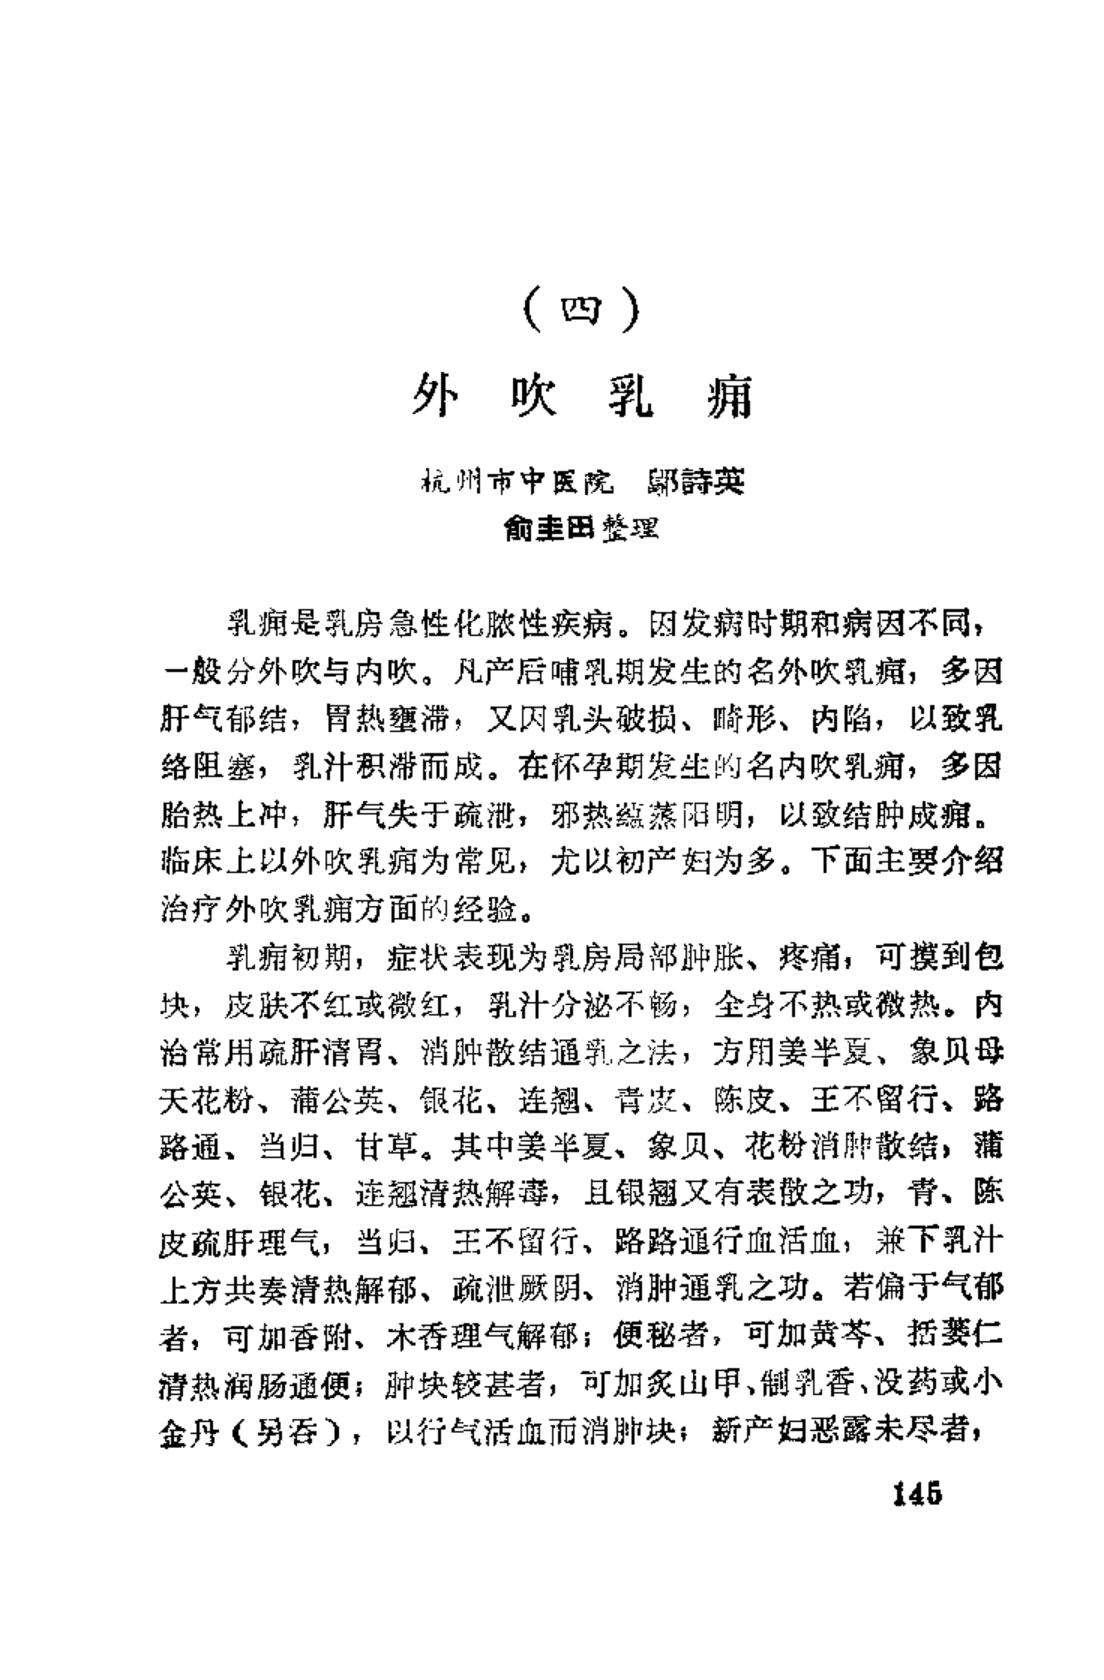 （四）
外吹乳痈
杭州市中医院 鄔詩英
俞圭田整理
乳痈是乳房急性化脓性疾病。因发病时期和病因不同，
一般分外吹与内吹。凡产后哺乳期发生的名外吹乳痈，多因
肝气郁结，胃热壅滞，又因乳头破损、畸形、内陷，以致乳
络阻塞，乳汁积滞而成。在怀孕期发生的名内吹乳痈，多因
胎热上冲，肝气失于疏泄，邪热蕴蒸阳明，以致结肿成痈。
临床上以外吹乳痈为常见，尤以初产妇为多。下面主要介绍
治疗外吹乳痈方面的经验。
乳痈初期，症状表现为乳房局部肿胀、疼痛，可摸到包
块，皮肤不红或微红，乳汁分泌不畅，全身不热或微热。内
治常用疏肝清胃、消肿散结通乳之法，方用姜半夏、象贝母
天花粉、蒲公英、银花、连翘、青皮、陈皮、王不留行、路
路通、当归、甘草。其中姜半夏、象贝、花粉消肿散结，蒲
公英、银花、连翘清热解毒，且银翘又有表散之功，青、陈
皮疏肝理气，当归、王不留行、路路通行血活血，兼下乳汁
上方共奏清热解郁、疏泄厥阴、消肿通乳之功。若偏于气郁
者，可加香附、木香理气解郁；便秘者，可加黄芩、括蒌仁
清热润肠通便；肿块较甚者，可加炙山甲、制乳香、没药或小
金丹（另吞），以行气活血而消肿块；新产妇恶露未尽者，
145